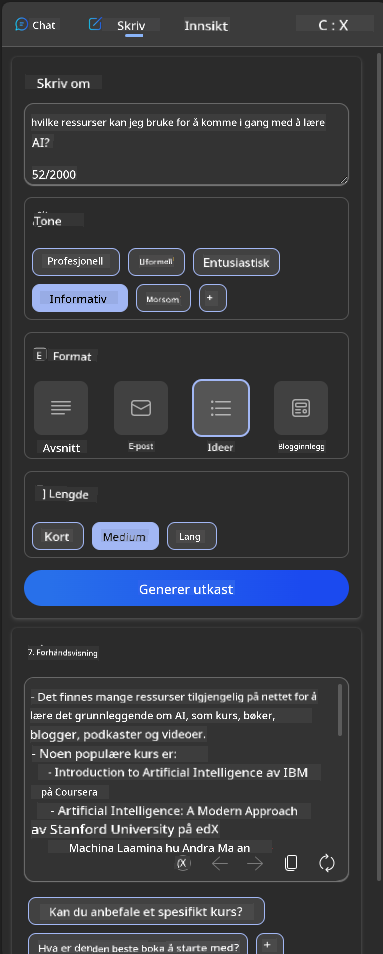 Chat Skriv Innsikt C : X
Skriv om
hvilke ressurser kan jeg bruke for å komme i gang med å lære
AI?
52/2000
Tone
Profesjonell Uformell Entusiastisk
Informativ Morsom +
E Format
Avsnitt E-post Ideer Blogginnlegg
] Lengde
Kort Medium Lang
Generer utkast
7. Forhåndsvisning
- Det finnes mange ressurser tilgjengelig på nettet for å
lære det grunnleggende om AI, som kurs, bøker,
blogger, podkaster og videoer.
- Noen populære kurs er:
- Introduction to Artificial Intelligence av IBM
på Coursera
- Artificial Intelligence: A Modern Approach
av Stanford University på edX
Machina Laamina hu Andra Ma an
(X
Kan du anbefale et spesifikt kurs?
Hva er den den beste boka å starte med? +